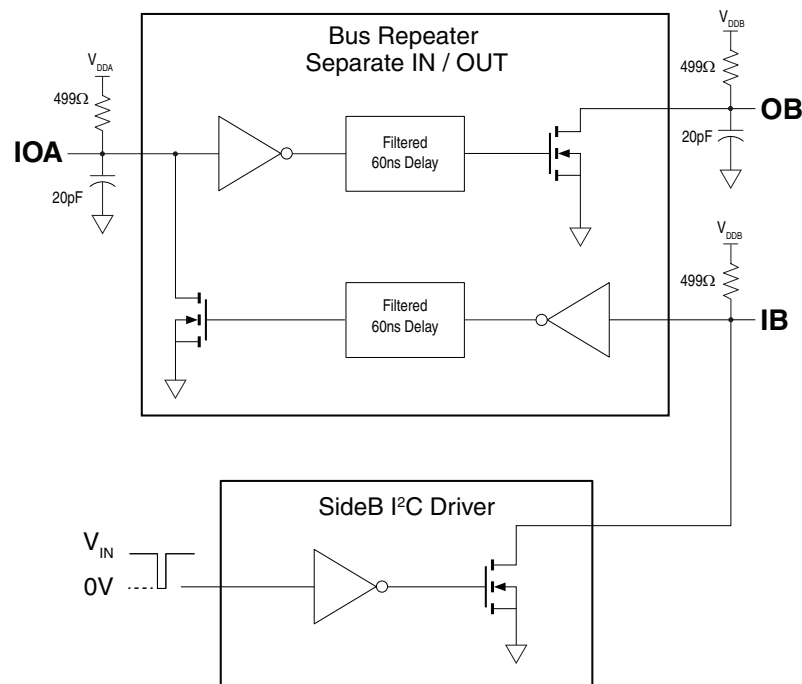 Bus Repeater
Separate IN / OUT
V_DDA
499Ω
IOA
20pF
Filtered
60ns Delay
V_DDB
499Ω
OB
20pF
Filtered
60ns Delay
V_DDB
499Ω
IB
SideB I²C Driver
V_IN
0V